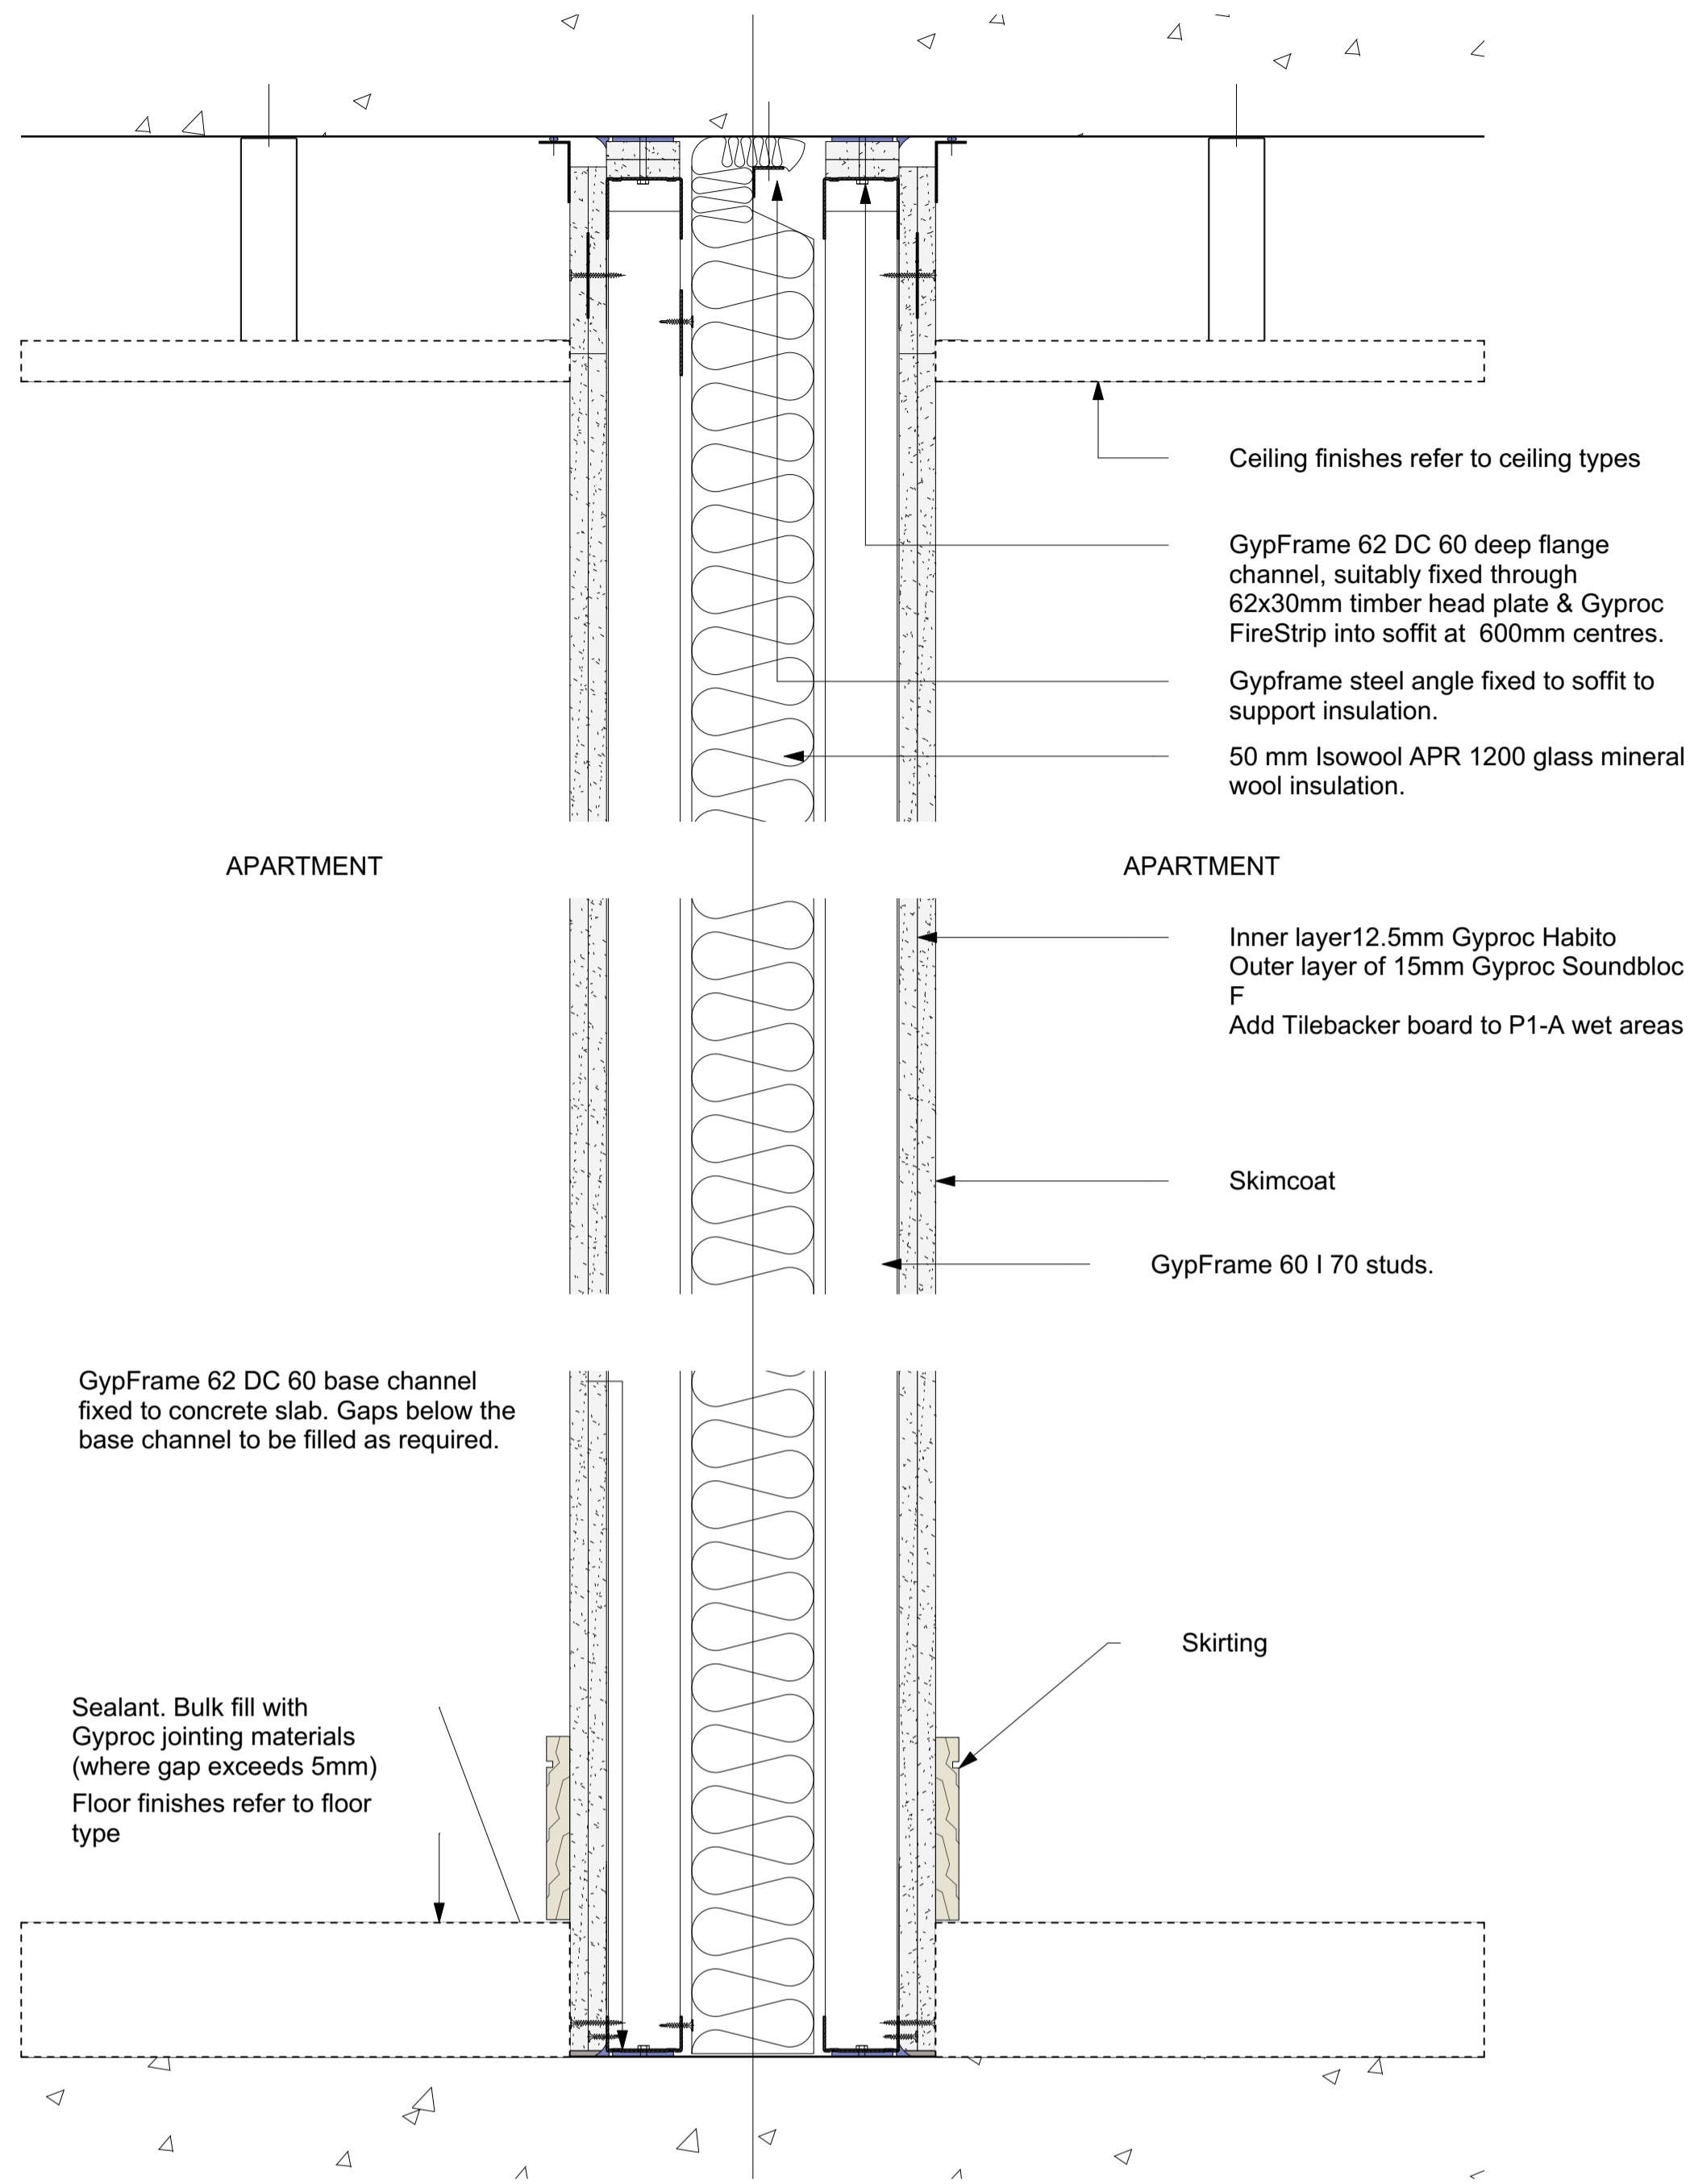 Ceiling finishes refer to ceiling types
GypFrame 62 DC 60 deep flange
channel, suitably fixed through
62x30mm timber head plate & Gyproc
FireStrip into soffit at  600mm centres.
Gypframe steel angle fixed to soffit to
support insulation.
50 mm Isowool APR 1200 glass mineral
wool insulation.
APARTMENT
APARTMENT
Inner layer12.5mm Gyproc Habito
Outer layer of 15mm Gyproc Soundbloc
F
Add Tilebacker board to P1-A wet areas
Skimcoat
GypFrame 60 I 70 studs.
GypFrame 62 DC 60 base channel
fixed to concrete slab. Gaps below the
base channel to be filled as required.
Skirting
Sealant. Bulk fill with
Gyproc jointing materials
(where gap exceeds 5mm)
Floor finishes refer to floor
type